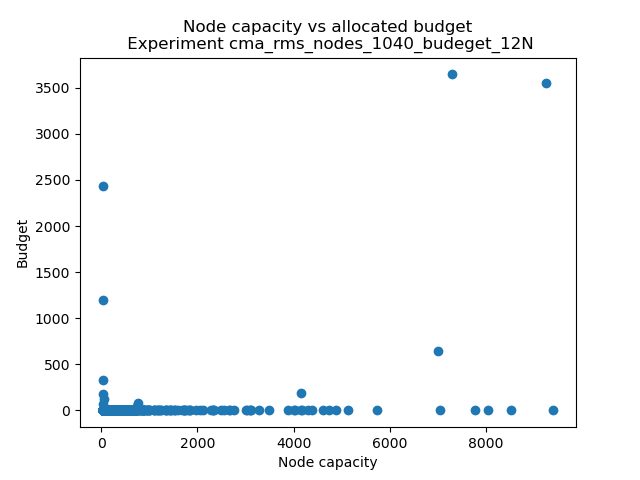 Node capacity vs allocated budget
Experiment cma_rms_nodes_1040_budeget_12N
3500
3000
2500
2000
1500
1000
500
0
Budget
0 2000 4000 6000 8000
Node capacity